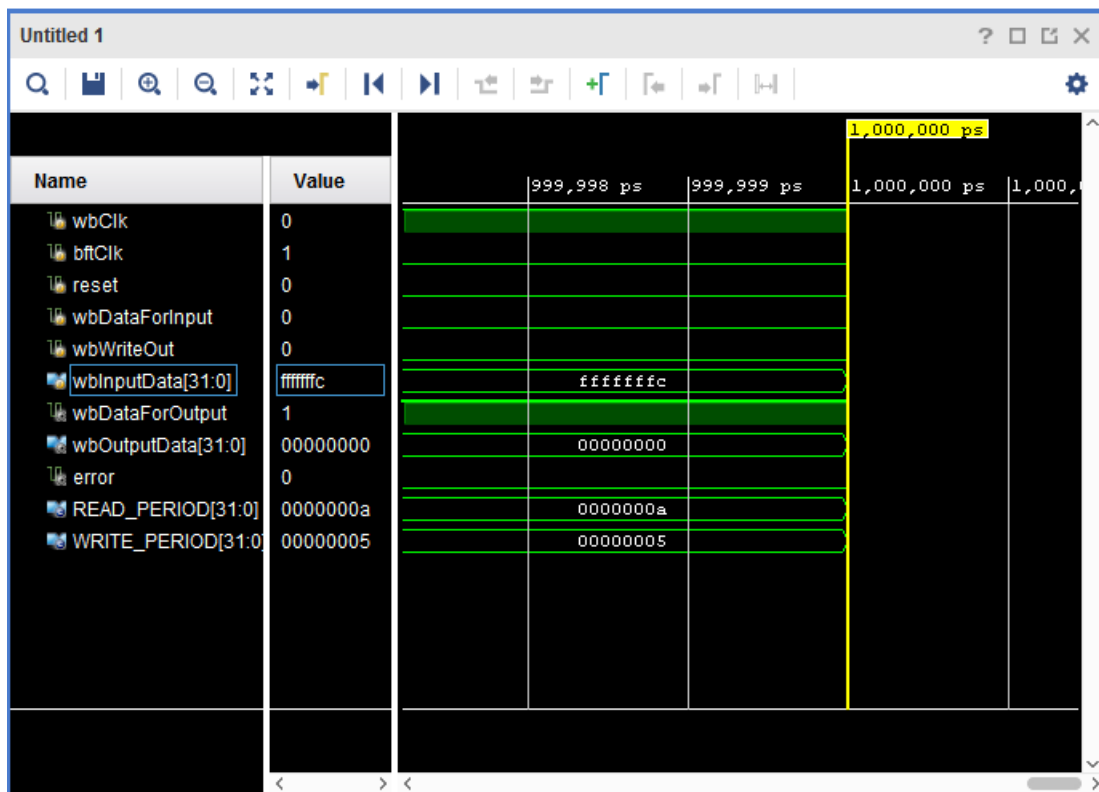 Untitled 1
?
1,000,000 ps
Name Value 999,998 ps 999,999 ps 1,000,000 ps 1,000,
wbClk 0
bftClk 1
reset 0
wbDataForInput 0
wbWriteOut 0
wbInputData[31:0] fffffffc fffffffc
wbDataForOutput 1
wbOutputData[31:0] 00000000 00000000
error 0
READ_PERIOD[31:0] 0000000a 0000000a
WRITE_PERIOD[31:0] 00000005 00000005